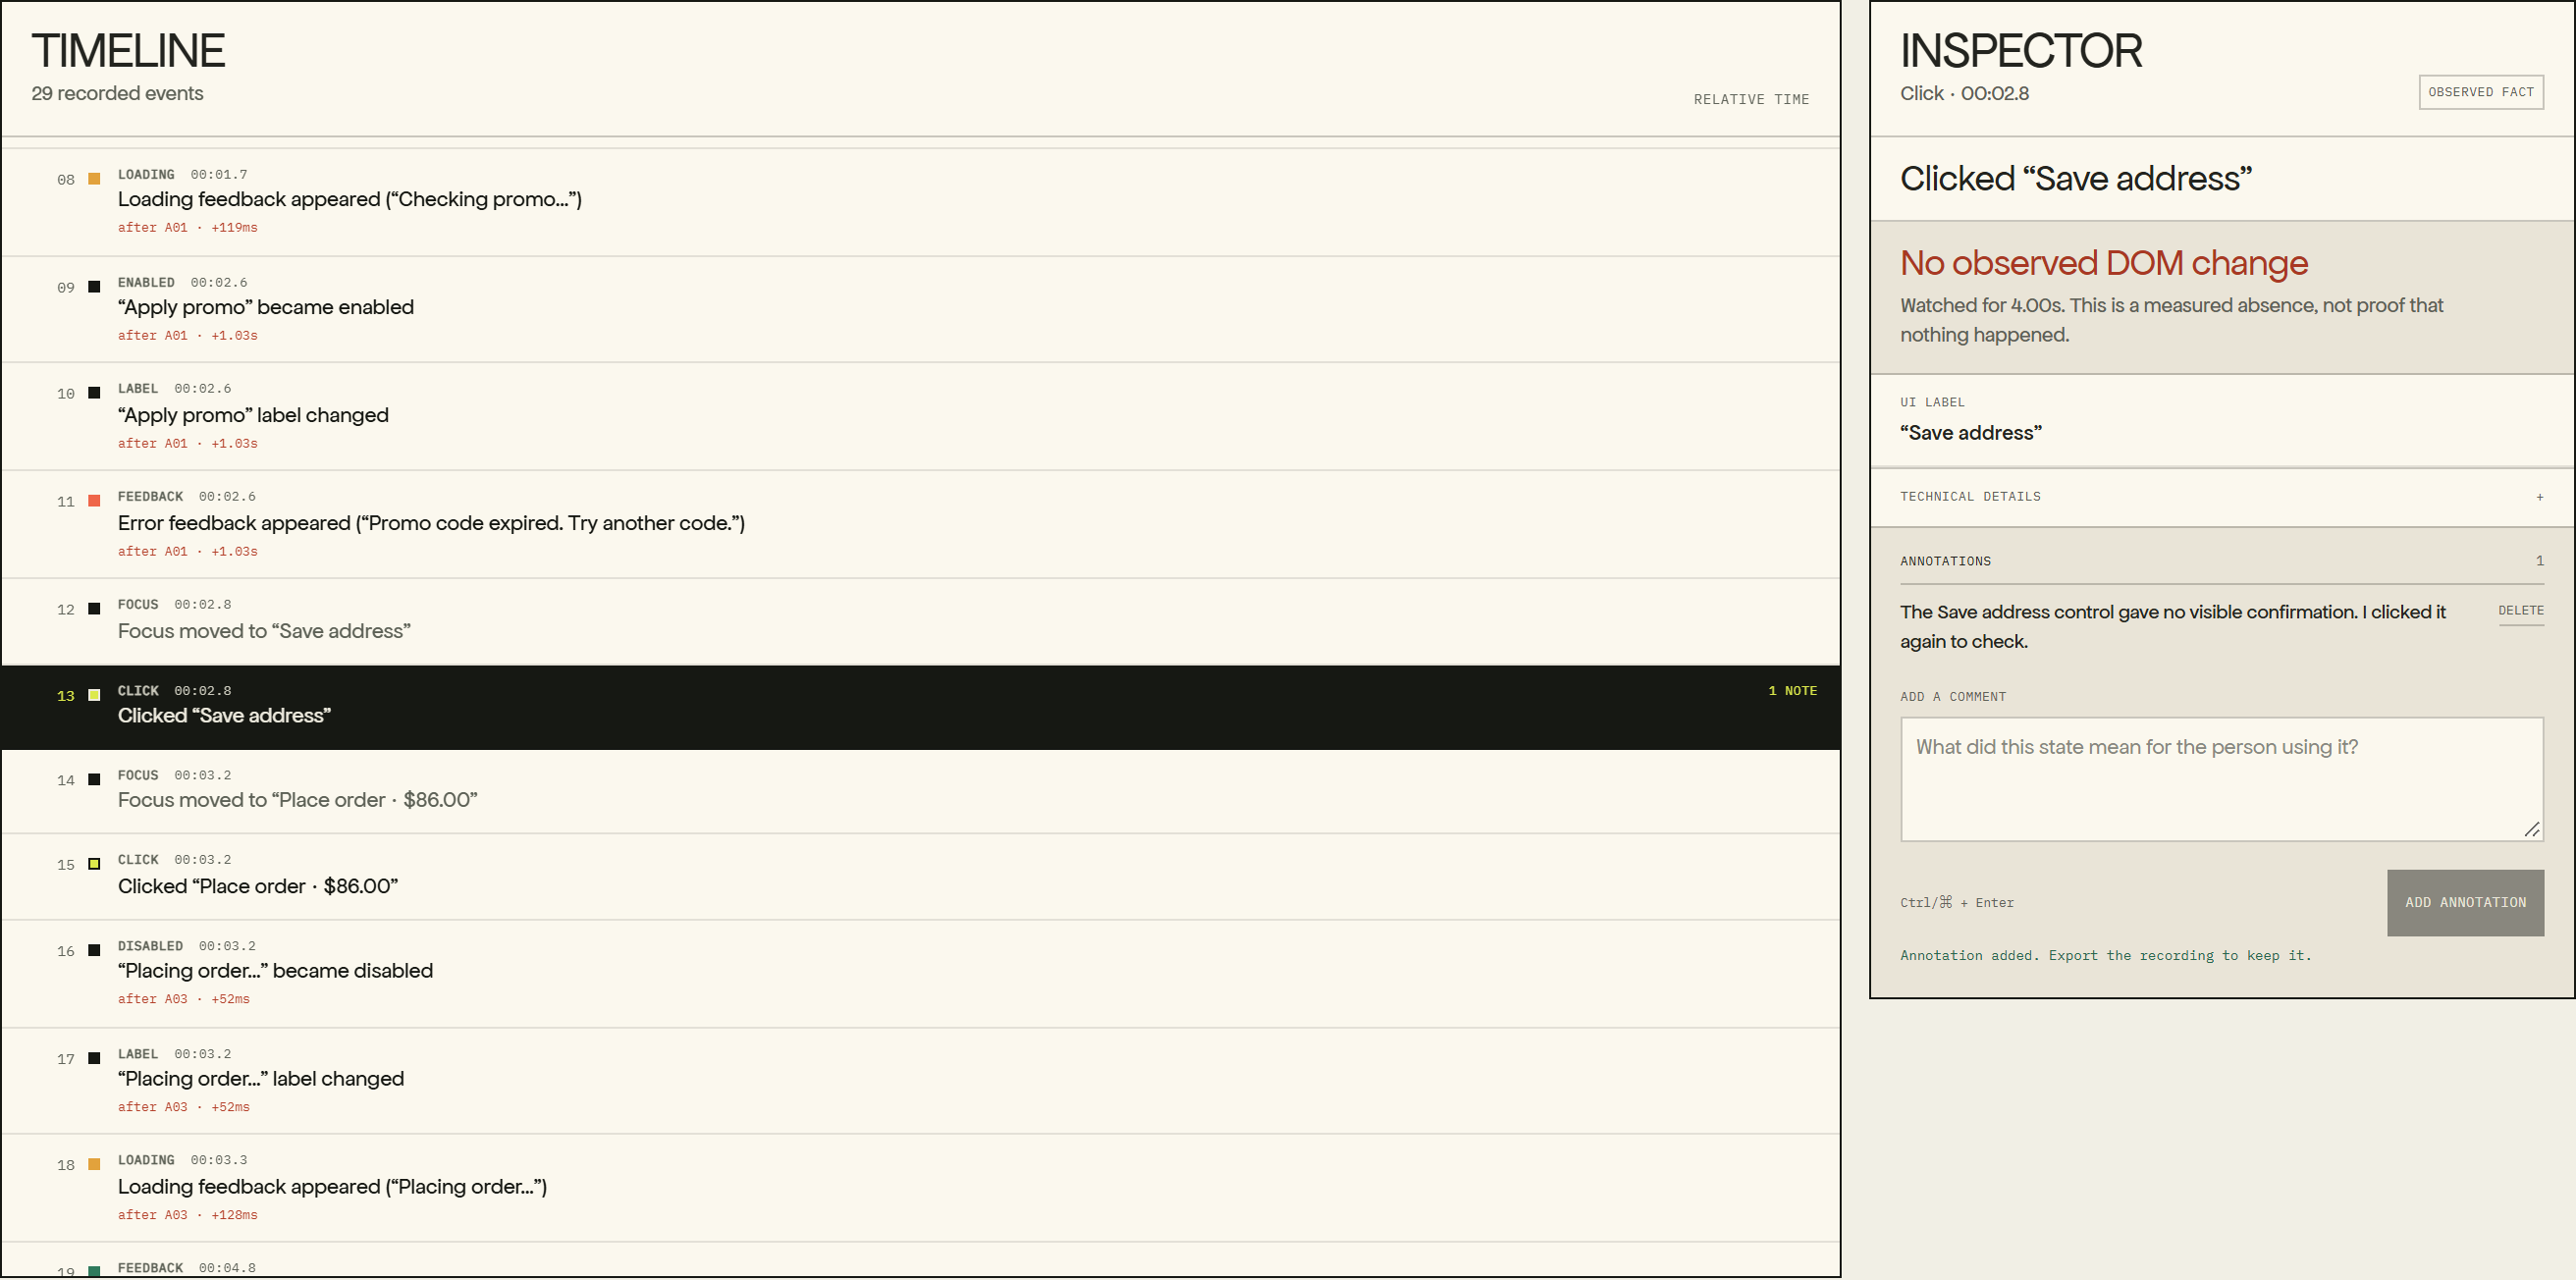 TIMELINE
29 recorded events
RELATIVE TIME
08 LOADING 00:01.7
Loading feedback appeared (“Checking promo…”)
after A01 · +119ms
09 ENABLED 00:02.6
“Apply promo” became enabled
after A01 · +1.03s
10 LABEL 00:02.6
“Apply promo” label changed
after A01 · +1.03s
11 FEEDBACK 00:02.6
Error feedback appeared (“Promo code expired. Try another code.”)
after A01 · +1.03s
12 FOCUS 00:02.8
Focus moved to “Save address”
13 CLICK 00:02.8 1 NOTE
Clicked “Save address”
14 FOCUS 00:03.2
Focus moved to “Place order · $86.00”
15 CLICK 00:03.2
Clicked “Place order · $86.00”
16 DISABLED 00:03.2
“Placing order…” became disabled
after A03 · +52ms
17 LABEL 00:03.2
“Placing order…” label changed
after A03 · +52ms
18 LOADING 00:03.3
Loading feedback appeared (“Placing order…”)
after A03 · +128ms
19 FEEDBACK 00:04.8
INSPECTOR
Click · 00:02.8
OBSERVED FACT
Clicked “Save address”
No observed DOM change
Watched for 4.00s. This is a measured absence, not proof that
nothing happened.
UI LABEL
“Save address”
TECHNICAL DETAILS +
ANNOTATIONS 1
The Save address control gave no visible confirmation. I clicked it
again to check.
DELETE
ADD A COMMENT
What did this state mean for the person using it?
Ctrl/⌘ + Enter
ADD ANNOTATION
Annotation added. Export the recording to keep it.